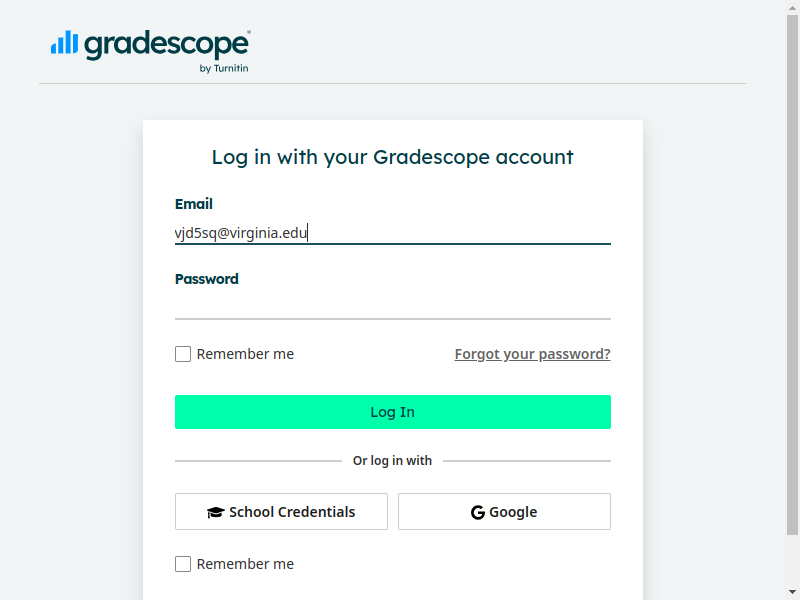 gradescope
by Turnitin
Log in with your Gradescope account
Email
vjd5sq@virginia.edu
Password
Remember me
Forgot your password?
Log In
Or log in with
School Credentials
Google
Remember me